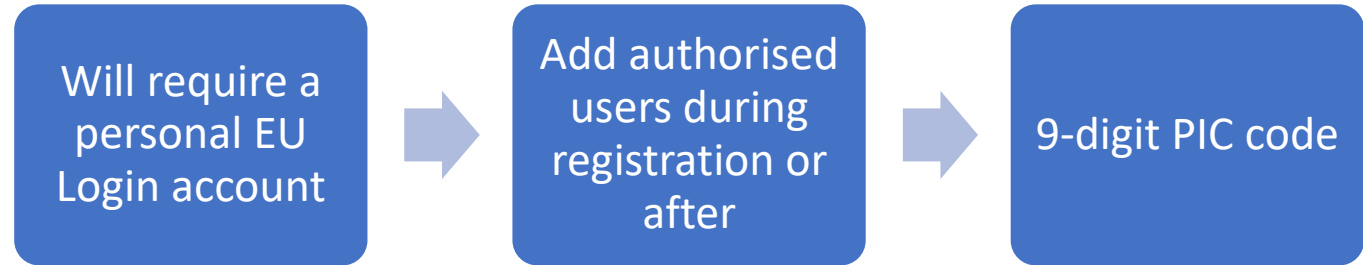 Will require a
personal EU
Login account
Add authorised
users during
registration or
after
9-digit PIC code